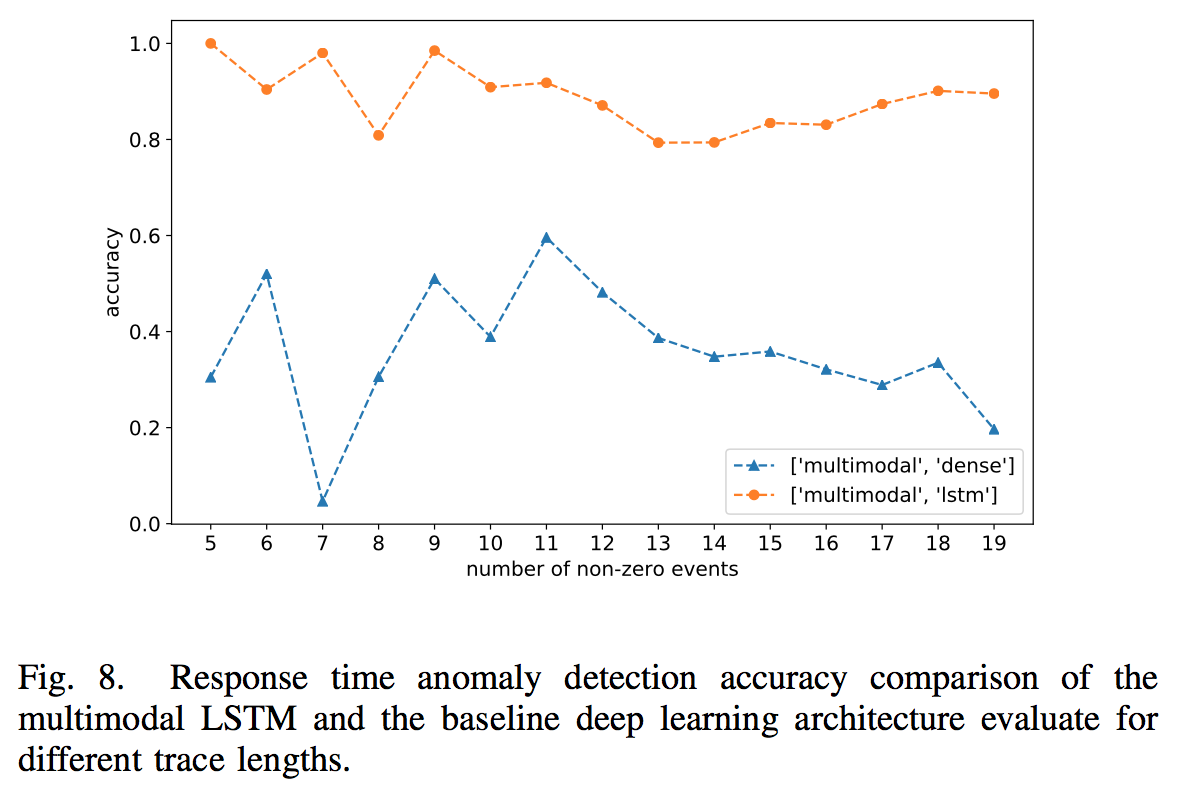 1.0
0.8
0.6
0.4
0.2
0.0
accuracy
5 6 7 8 9 10 11 12 13 14 15 16 17 18 19
number of non-zero events
['multimodal', 'dense']
['multimodal', 'lstm']
Fig. 8. Response time anomaly detection accuracy comparison of the
multimodal LSTM and the baseline deep learning architecture evaluate for
different trace lengths.